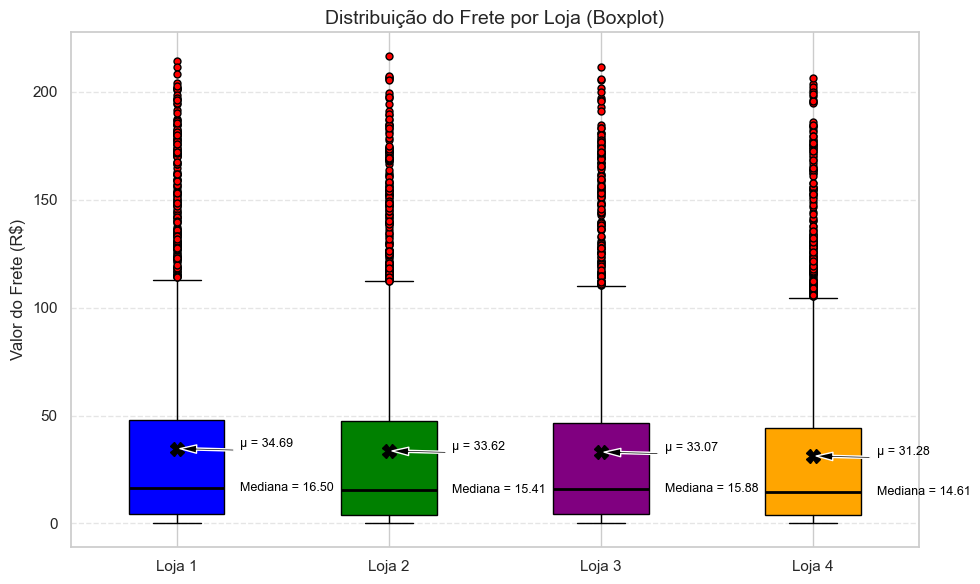 Distribuição do Frete por Loja (Boxplot)
Valor do Frete (R$)
200
150
100
50
0
μ = 34.69
Mediana = 16.50
μ = 33.62
Mediana = 15.41
μ = 33.07
Mediana = 15.88
μ = 31.28
Mediana = 14.61
Loja 1
Loja 2
Loja 3
Loja 4